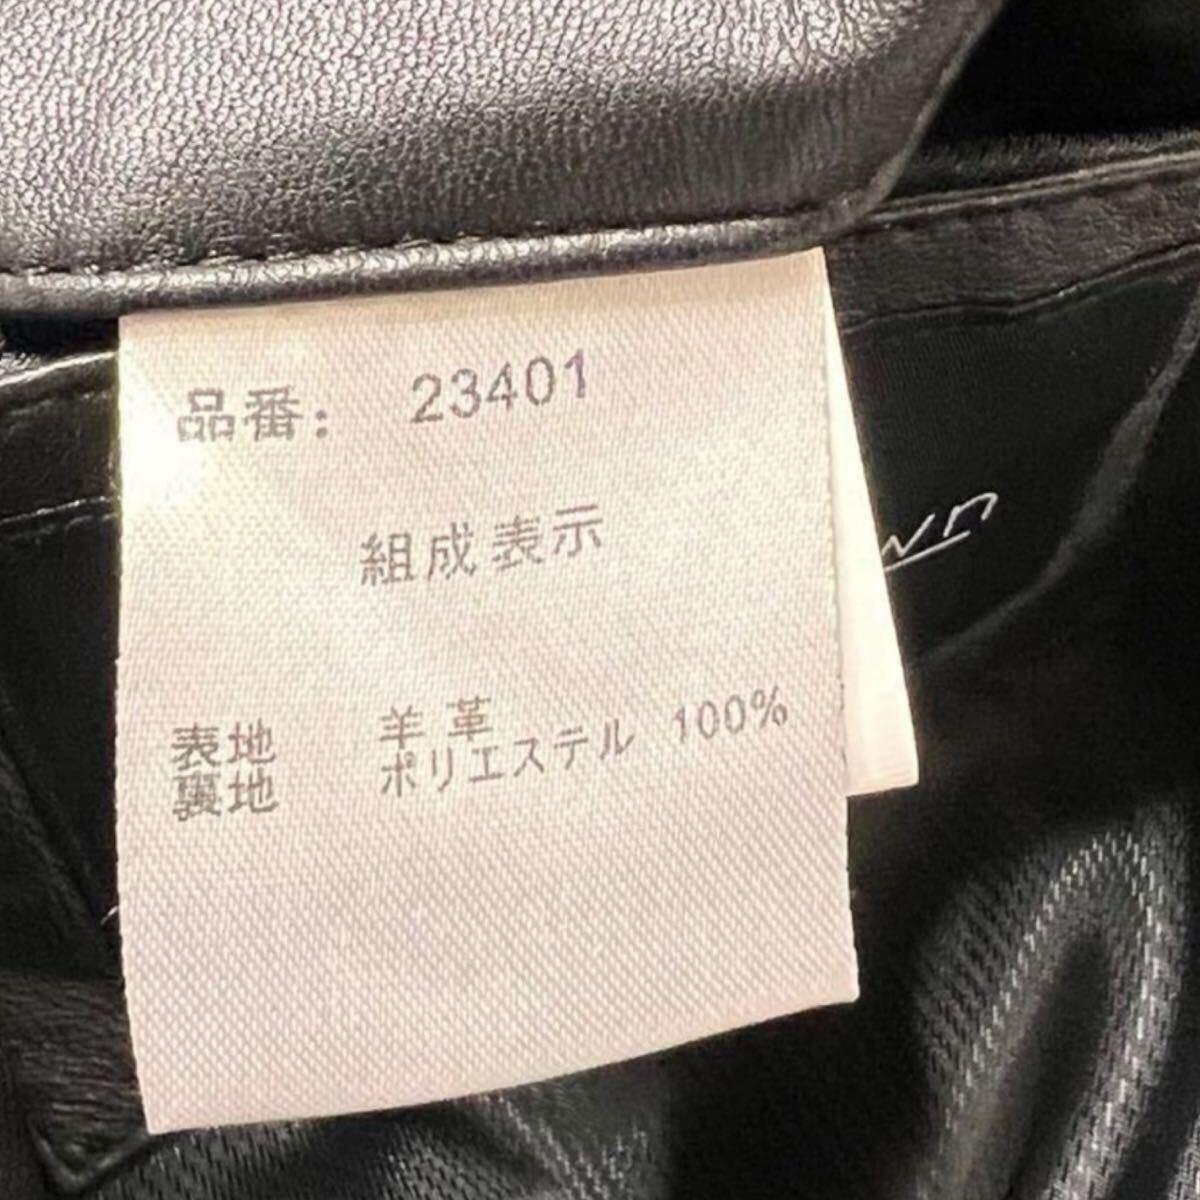 品番: 23401
組成表示
表地 羊革
裏地 ポリエステル 100%